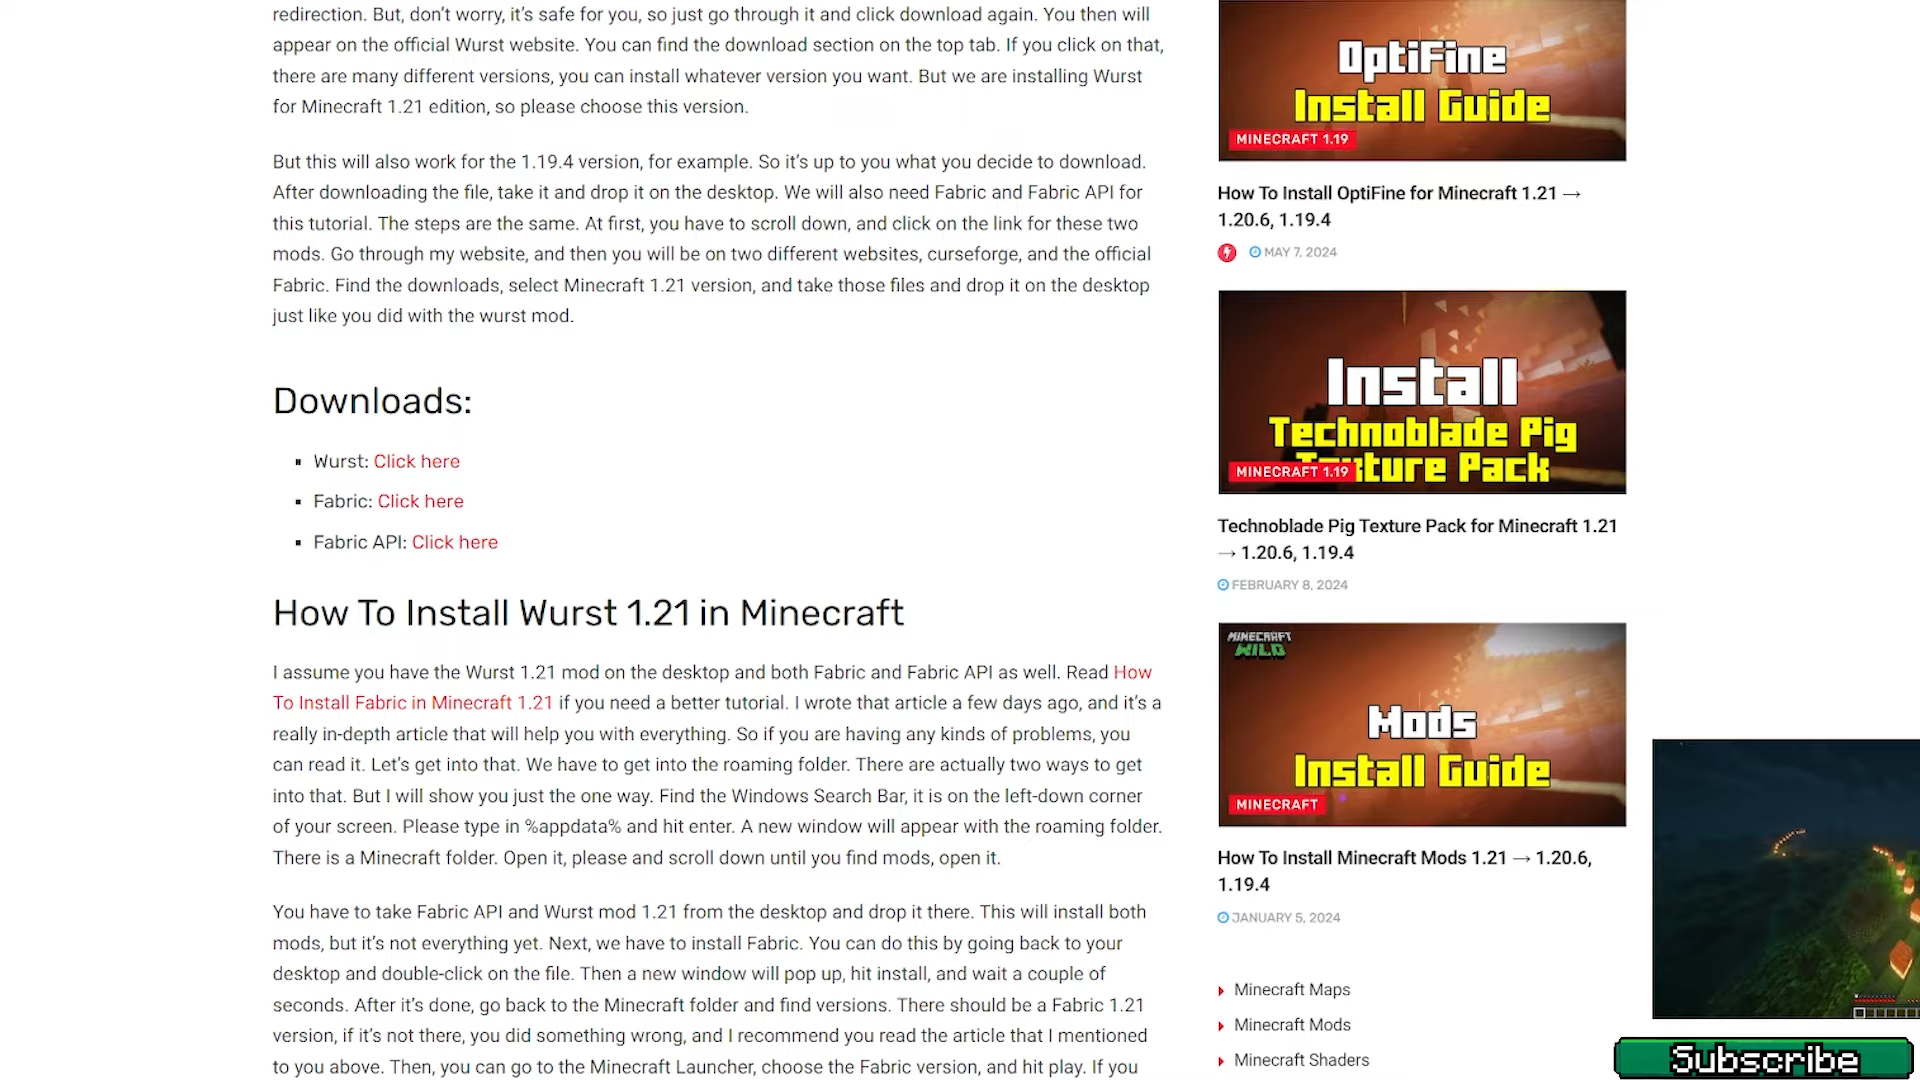 redirection. But, don’t worry, it’s safe for you, so just go through it and click download again. You then will
appear on the official Wurst website. You can find the download section on the top tab. If you click on that,
there are many different versions, you can install whatever version you want. But we are installing Wurst
for Minecraft 1.21 edition, so please choose this version.
But this will also work for the 1.19.4 version, for example. So it’s up to you what you decide to download.
After downloading the file, take it and drop it on the desktop. We will also need Fabric and Fabric API for
this tutorial. The steps are the same. At first, you have to scroll down, and click on the link for these two
mods. Go through my website, and then you will be on two different websites, curseforge, and the official
Fabric. Find the downloads, select Minecraft 1.21 version, and take those files and drop it on the desktop
just like you did with the wurst mod.
Downloads:
Wurst: Click here
Fabric: Click here
Fabric API: Click here
How To Install Wurst 1.21 in Minecraft
I assume you have the Wurst 1.21 mod on the desktop and both Fabric and Fabric API as well. Read How
To Install Fabric in Minecraft 1.21 if you need a better tutorial. I wrote that article a few days ago, and it’s a
really in-depth article that will help you with everything. So if you are having any kinds of problems, you
can read it. Let’s get into that. We have to get into the roaming folder. There are actually two ways to get
into that. But I will show you just the one way. Find the Windows Search Bar, it is on the left-down corner
of your screen. Please type in %appdata% and hit enter. A new window will appear with the roaming folder.
There is a Minecraft folder. Open it, please and scroll down until you find mods, open it.
You have to take Fabric API and Wurst mod 1.21 from the desktop and drop it there. This will install both
mods, but it’s not everything yet. Next, we have to install Fabric. You can do this by going back to your
desktop and double-click on the file. Then a new window will pop up, hit install, and wait a couple of
seconds. After it’s done, go back to the Minecraft folder and find versions. There should be a Fabric 1.21
version, if it’s not there, you did something wrong, and I recommend you read the article that I mentioned
to you above. Then, you can go to the Minecraft Launcher, choose the Fabric version, and hit play. If you
OptiFine
Install Guide
MINECRAFT 1.19
How To Install OptiFine for Minecraft 1.21 →
1.20.6, 1.19.4
MAY 7, 2024
Install
Technoblade Pig
Texture Pack
MINECRAFT 1.19
Technoblade Pig Texture Pack for Minecraft 1.21
→ 1.20.6, 1.19.4
FEBRUARY 8, 2024
MINECRAFT
WILD
Mods
Install Guide
MINECRAFT
How To Install Minecraft Mods 1.21 → 1.20.6,
1.19.4
JANUARY 5, 2024
Minecraft Maps
Minecraft Mods
Minecraft Shaders
Subscribe